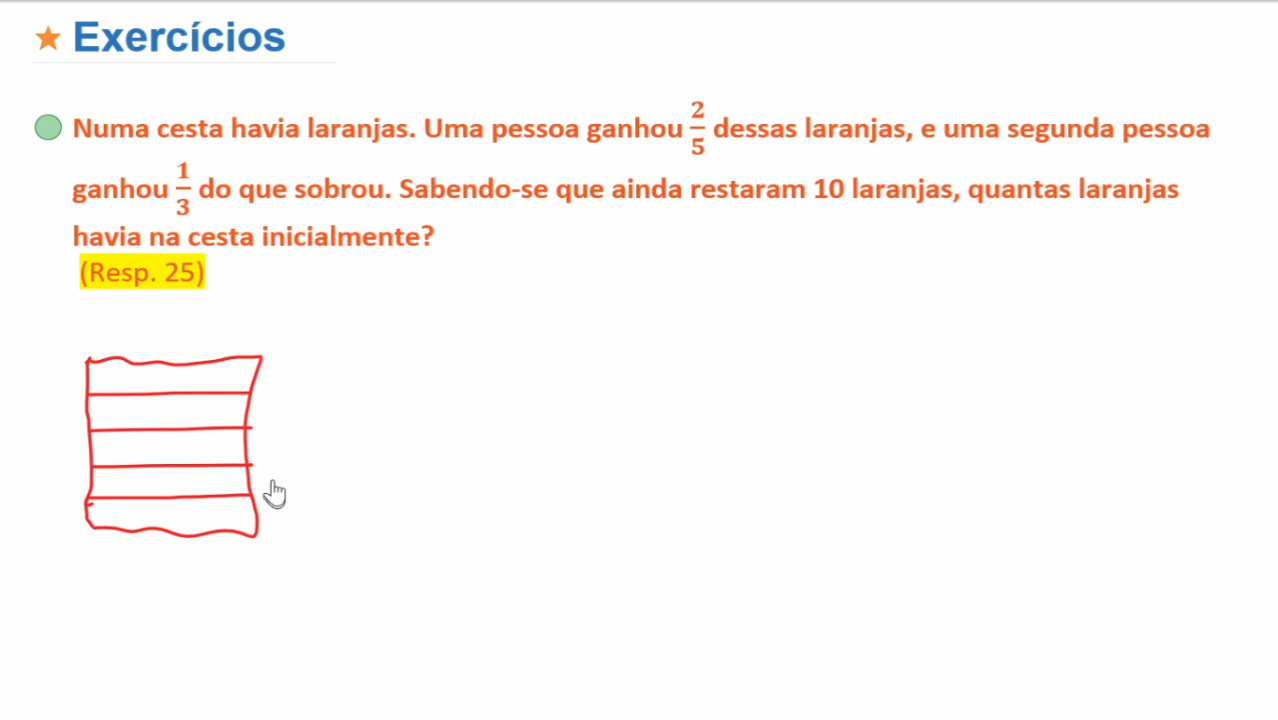 Exercícios
Numa cesta havia laranjas. Uma pessoa ganhou 2/5 dessas laranjas, e uma segunda pessoa
ganhou 1/3 do que sobrou. Sabendo-se que ainda restaram 10 laranjas, quantas laranjas
havia na cesta inicialmente?
(Resp. 25)